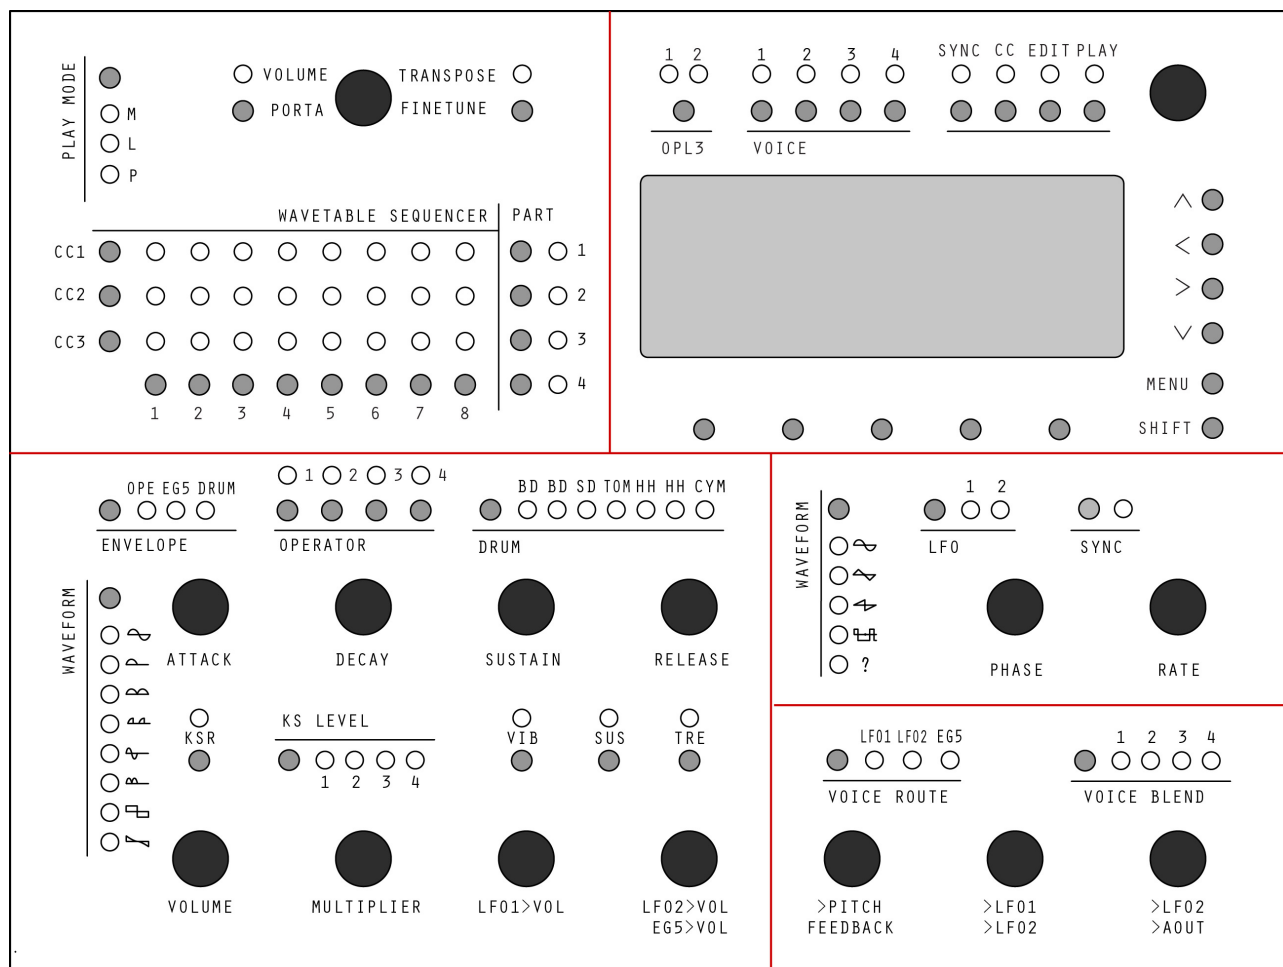 PLAY MODE
M
L
P
VOLUME
TRANSPOSE
PORTA
FINETUNE
WAVETABLE SEQUENCER
PART
CC1
1
CC2
2
CC3
3
4
1 2 3 4 5 6 7 8
1 2
1 2 3 4
SYNC CC EDIT PLAY
OPL3
VOICE
<
>
MENU
SHIFT
1 2 3 4
OPE EG5 DRUM
BD BD SD TOM HH HH CYM
ENVELOPE
OPERATOR
DRUM
WAVEFORM
ATTACK
DECAY
SUSTAIN
RELEASE
KSR
KS LEVEL
1 2 3 4
VIB
SUS
TRE
VOLUME
MULTIPLIER
LFO1>VOL
LFO2>VOL
EG5>VOL
WAVEFORM
?
1 2
LFO
SYNC
PHASE
RATE
LFO1 LFO2 EG5
VOICE ROUTE
1 2 3 4
VOICE BLEND
>PITCH
FEEDBACK
>LFO1
>LFO2
>LFO2
>AOUT